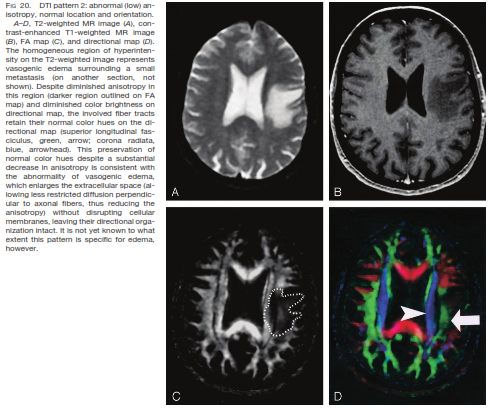 FIG 20. DTI pattern 2: abnormal (low) an-
isotropy, normal location and orientation.
A–D, T2-weighted MR image (A), con-
trast-enhanced T1-weighted MR image
(B), FA map (C), and directional map (D).
The homogeneous region of hyperinten-
sity on the T2-weighted image represents
vasogenic edema surrounding a small
metastasis (on another section, not
shown). Despite diminished anisotropy in
this region (darker region outlined on FA
map) and diminished color brightness on
directional map, the involved fiber tracts
retain their normal color hues on the di-
rectional map (superior longitudinal fas-
ciculus, green, arrow; corona radiata,
blue, arrowhead). This preservation of
normal color hues despite a substantial
decrease in anisotropy is consistent with
the abnormality of vasogenic edema,
which enlarges the extracellular space (al-
lowing less restricted diffusion perpendic-
ular to axonal fibers, thus reducing the
anisotropy) without disrupting cellular
membranes, leaving their directional orga-
nization intact. It is not yet known to what
extent this pattern is specific for edema,
however.
A
B
C
D